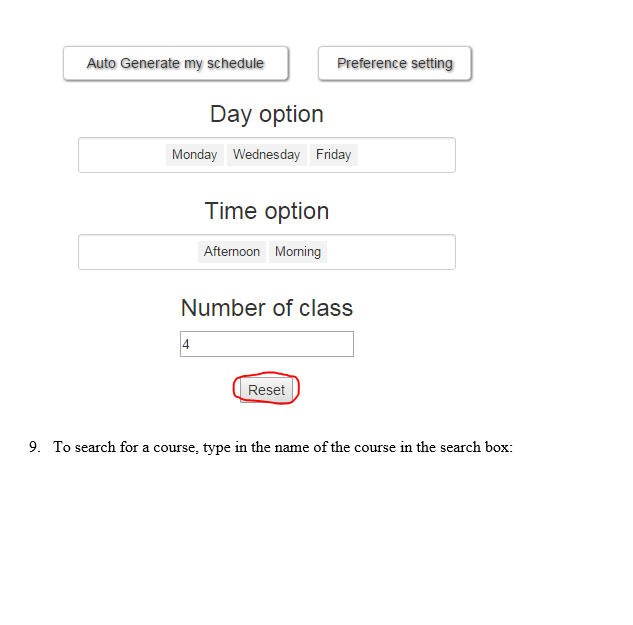 Auto Generate my schedule Preference setting
Day option
Monday Wednesday Friday
Time option
Afternoon Morning
Number of class
4
Reset
9. To search for a course, type in the name of the course in the search box: